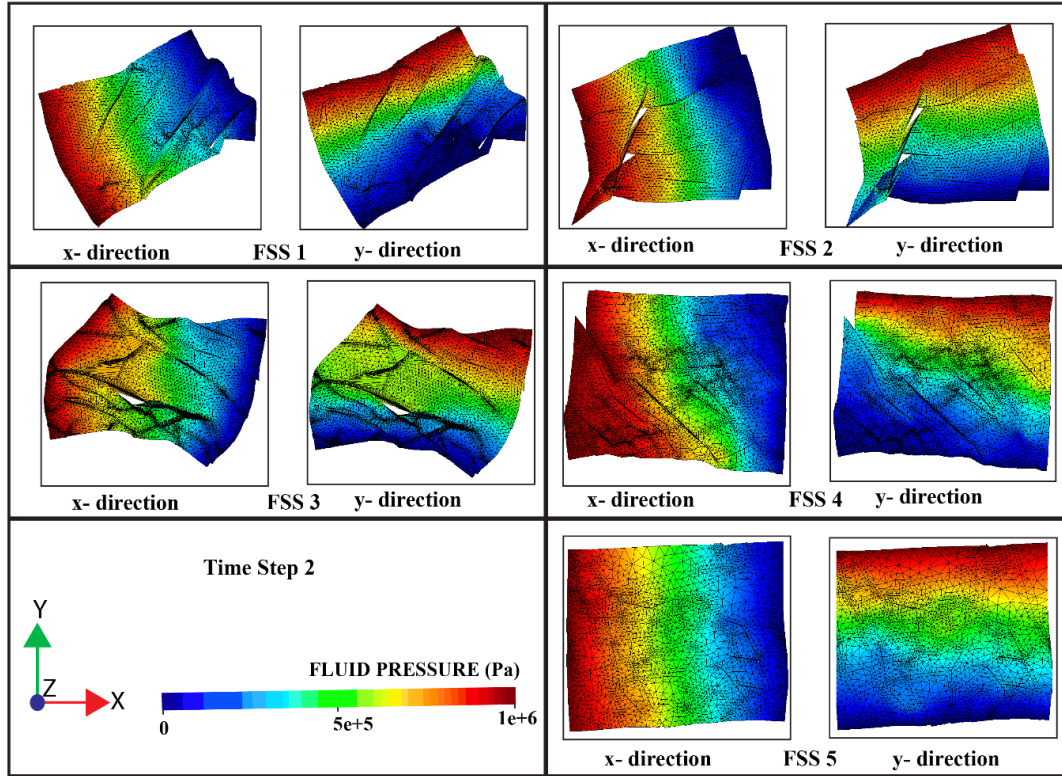 x- direction FSS 1 y- direction
x- direction FSS 2 y- direction
x- direction FSS 3 y- direction
x- direction FSS 4 y- direction
Time Step 2
Y
Z X
FLUID PRESSURE (Pa)
0 5e+5 1e+6
x- direction FSS 5 y- direction